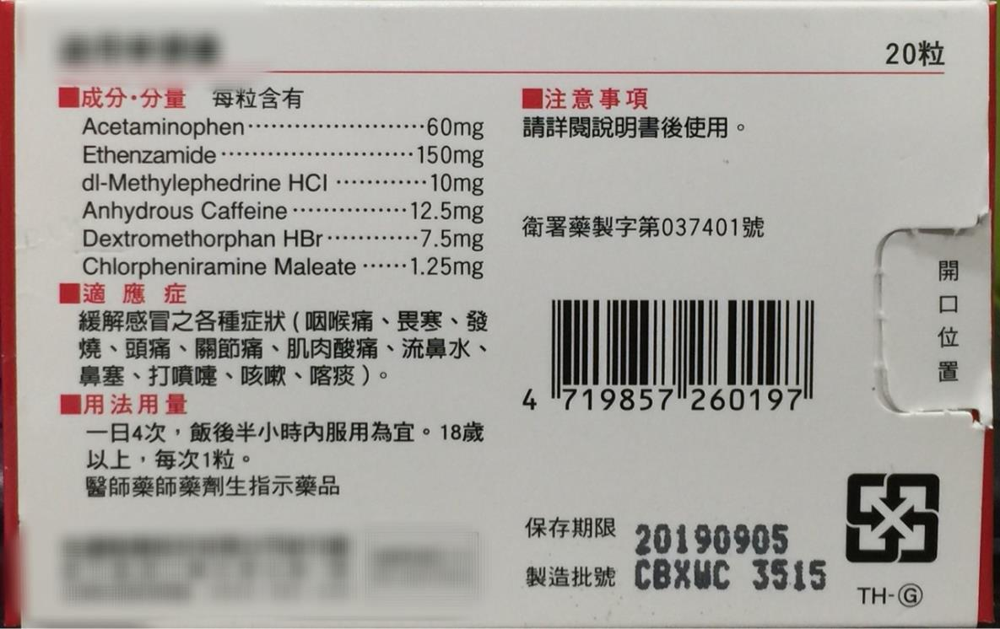 20粒
■成分・分量 每粒含有
Acetaminophen························60mg
Ethenzamide··························150mg
dl-Methylephedrine HCl ············10mg
Anhydrous Caffeine················12.5mg
Dextromethorphan HBr············7.5mg
Chlorpheniramine Maleate ······1.25mg
■適應症
緩解感冒之各種症狀(咽喉痛、畏寒、發
燒、頭痛、關節痛、肌肉酸痛、流鼻水、
鼻塞、打噴嚏、咳嗽、喀痰)。
■用法用量
一日4次,飯後半小時內服用為宜。18歲
以上,每次1粒。
醫師藥師藥劑生指示藥品
■注意事項
請詳閱說明書後使用。
衛署藥製字第037401號
4 719857 260197
開口位置
保存期限 20190905
製造批號 CBXWC 3515
TH-Ⓖ